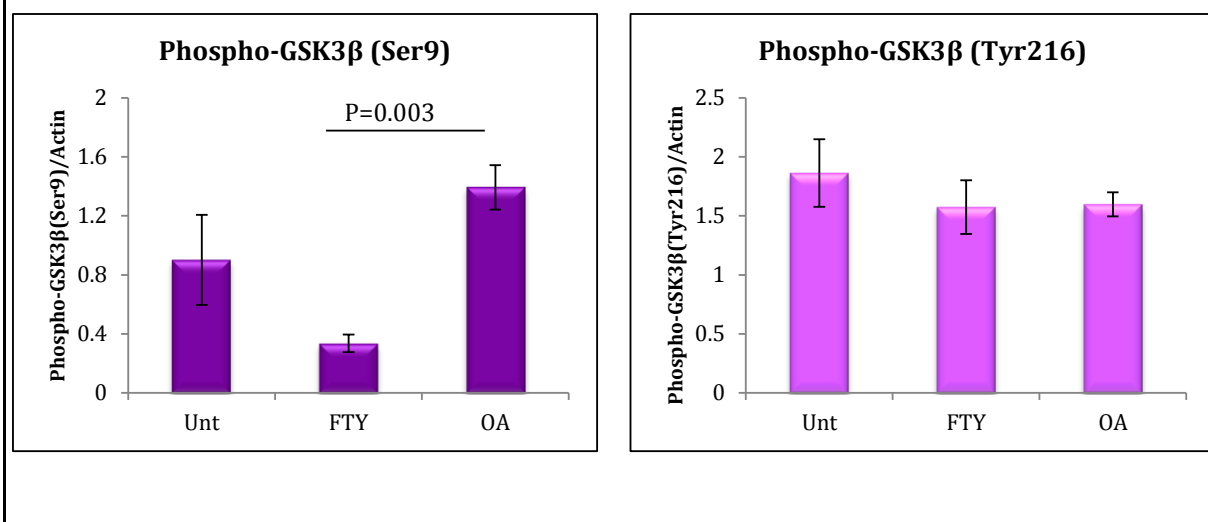 Phospho-GSK3β (Ser9)
P=0.003
Phospho-GSK3β(Ser9)/Actin
2
1.6
1.2
0.8
0.4
0
Unt FTY OA
Phospho-GSK3β (Tyr216)
Phospho-GSK3β(Tyr216)/Actin
2.5
2
1.5
1
0.5
0
Unt FTY OA